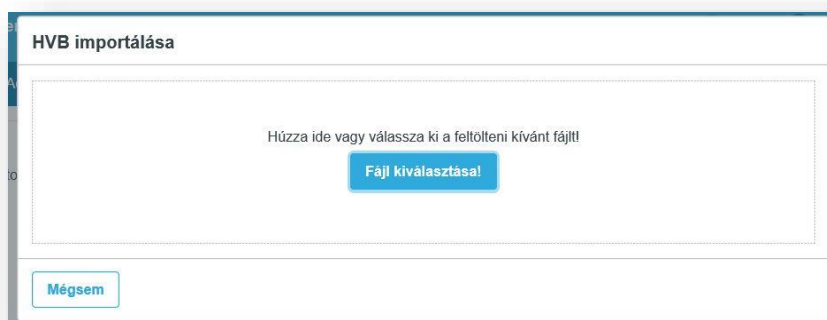 HVB importálása
Húzza ide vagy válassza ki a feltölteni kívánt fájlt!
Fájl kiválasztása!
Mégsem